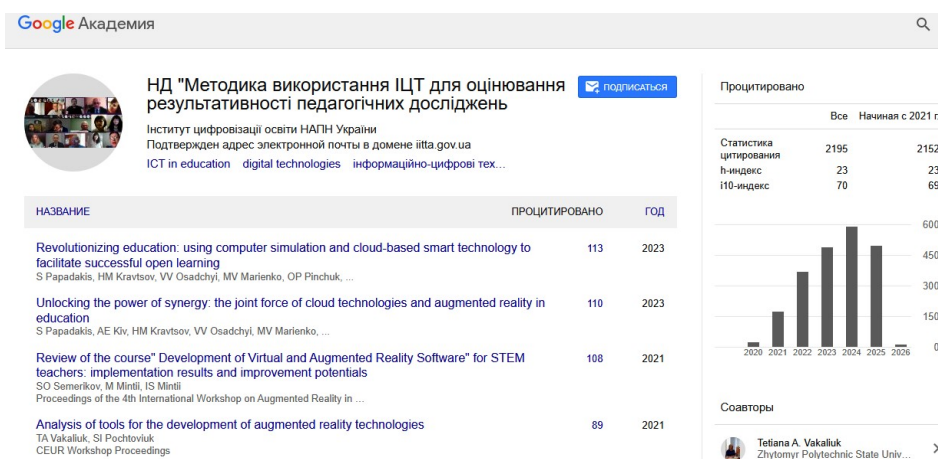 Google Академия
НД "Методика використання ІЦТ для оцінювання
результативності педагогічних досліджень
ПОДПИСАТЬСЯ
Інститут цифровізації освіти НАПН України
Подтвержден адрес электронной почты в домене iitta.gov.ua
ICT in education digital technologies інформаційно-цифрові тех...
НАЗВАНИЕ ПРОЦИТИРОВАНО ГОД
Revolutionizing education: using computer simulation and cloud-based smart technology to 113 2023
facilitate successful open learning
S Papadakis, HM Kravtsov, VV Osadchyi, MV Marienko, OP Pinchuk, ...
Unlocking the power of synergy: the joint force of cloud technologies and augmented reality in 110 2023
education
S Papadakis, AE Kiv, HM Kravtsov, VV Osadchyi, MV Marienko, ...
Review of the course" Development of Virtual and Augmented Reality Software" for STEM 108 2021
teachers: implementation results and improvement potentials
SO Semerikov, M Mintii, IS Mintii
Proceedings of the 4th International Workshop on Augmented Reality in ...
Analysis of tools for the development of augmented reality technologies 89 2021
TA Vakaliuk, SI Pochtoviuk
CEUR Workshop Proceedings
Процитировано
Все Начиная с 2021 г.
Статистика
цитирования 2195 2152
h-индекс 23 23
i10-индекс 70 69
600
450
300
150
0
2020 2021 2022 2023 2024 2025 2026
Соавторы
Tetiana A. Vakaliuk
Zhytomyr Polytechnic State Univ...